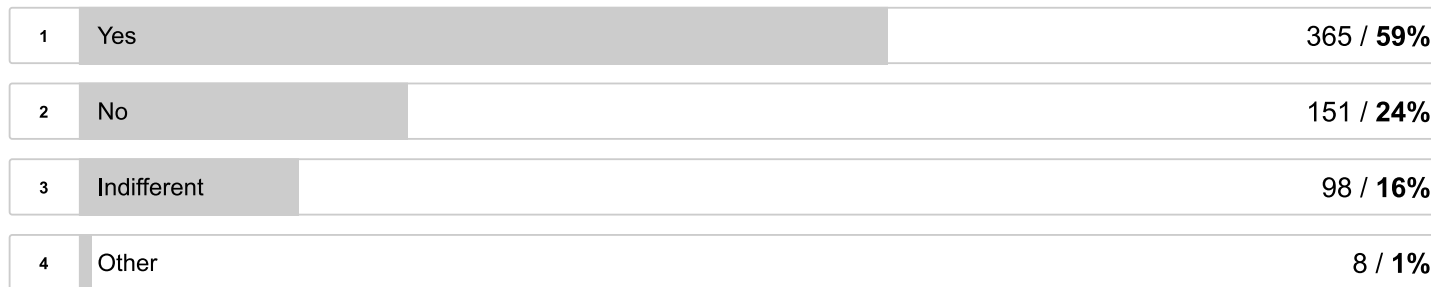 1 Yes 365 / 59%
2 No 151 / 24%
3 Indifferent 98 / 16%
4 Other 8 / 1%